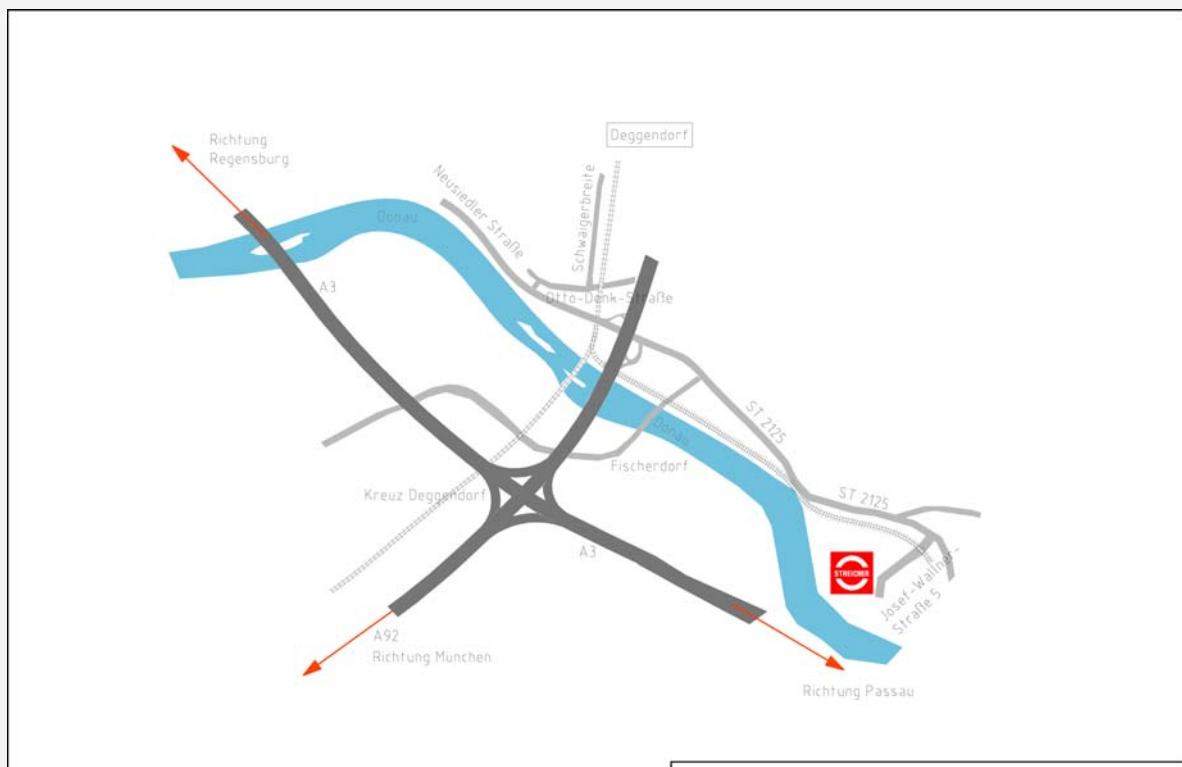 Deggendorf
Richtung
Regensburg
Neusiedler Straße
Schwaigerbreite
Donau
A3
Otto-Denk-Straße
ST 2125
Donau
Fischerdorf
Kreuz Deggendorf
ST 2125
A3
STREICHER
Josef-Wallner-
Straße 5
A92
Richtung München
Richtung Passau